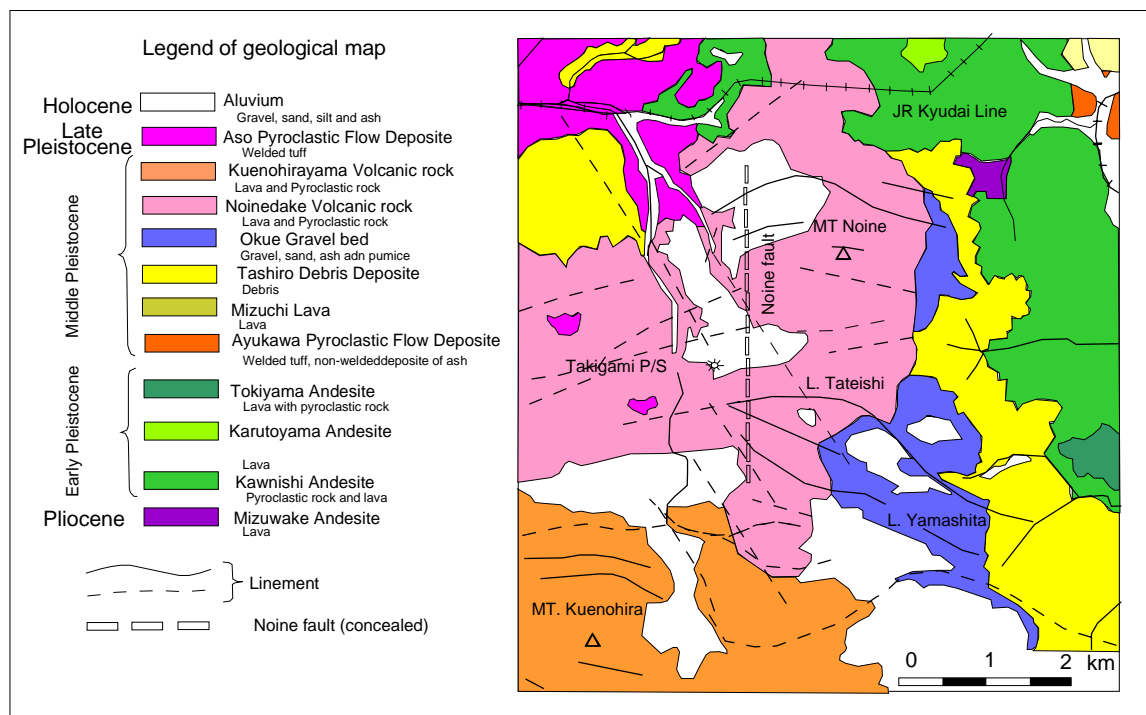 Legend of geological map
Holocene
Aluvium
Gravel, sand, silt and ash
Late
Pleistocene
Aso Pyroclastic Flow Deposite
Welded tuff
Middle Pleistocene
Kuenohirayama Volcanic rock
Lava and Pyroclastic rock
Noinedake Volcanic rock
Lava and Pyroclastic rock
Okue Gravel bed
Gravel, sand, ash adn pumice
Tashiro Debris Deposite
Debris
Mizuchi Lava
Lava
Ayukawa Pyroclastic Flow Deposite
Welded tuff, non-weldeddeposite of ash
Early Pleistocene
Tokiyama Andesite
Lava with pyroclastic rock
Karutoyama Andesite
Lava
Kawnishi Andesite
Pyroclastic rock and lava
Pliocene
Mizuwake Andesite
Lava
Linement
Noine fault (concealed)
JR Kyudai Line
MT Noine
Noine fault
Takigami P/S
L. Tateishi
L. Yamashita
MT. Kuenohira
0 1 2 km